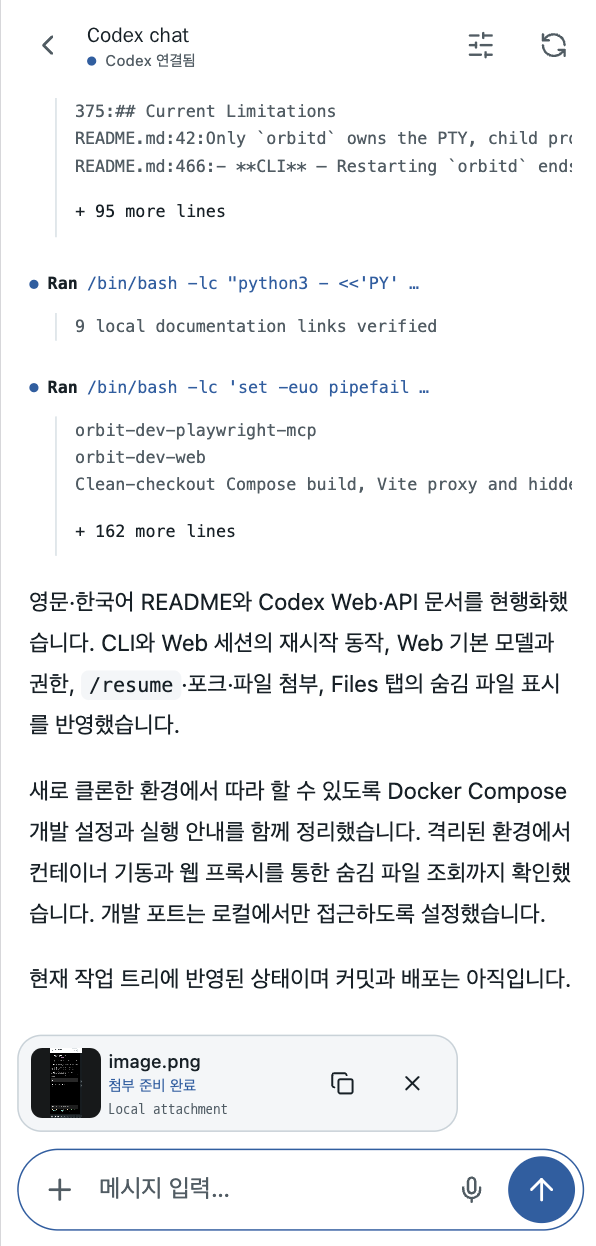 Codex chat
Codex 연결됨
375:## Current Limitations
README.md:42:Only `orbitd` owns the PTY, child pro
README.md:466:- **CLI** — Restarting `orbitd` ends
+ 95 more lines
Ran /bin/bash -lc "python3 - <<'PY' …
9 local documentation links verified
Ran /bin/bash -lc 'set -euo pipefail …
orbit-dev-playwright-mcp
orbit-dev-web
Clean-checkout Compose build, Vite proxy and hidde
+ 162 more lines
영문·한국어 README와 Codex Web·API 문서를 현행화했
습니다. CLI와 Web 세션의 재시작 동작, Web 기본 모델과
권한, /resume·포크·파일 첨부, Files 탭의 숨김 파일 표시
를 반영했습니다.
새로 클론한 환경에서 따라 할 수 있도록 Docker Compose
개발 설정과 실행 안내를 함께 정리했습니다. 격리된 환경에서
컨테이너 기동과 웹 프록시를 통한 숨김 파일 조회까지 확인했
습니다. 개발 포트는 로컬에서만 접근하도록 설정했습니다.
현재 작업 트리에 반영된 상태이며 커밋과 배포는 아직입니다.
image.png
첨부 준비 완료
Local attachment
메시지 입력...